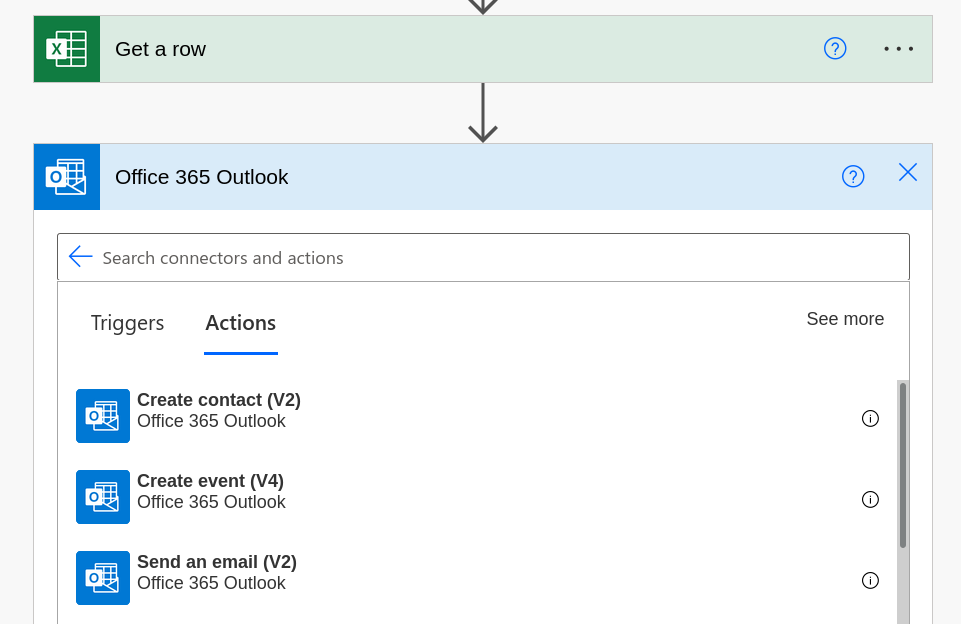 Get a row
Office 365 Outlook
Search connectors and actions
Triggers
Actions
See more
Create contact (V2)
Office 365 Outlook
Create event (V4)
Office 365 Outlook
Send an email (V2)
Office 365 Outlook